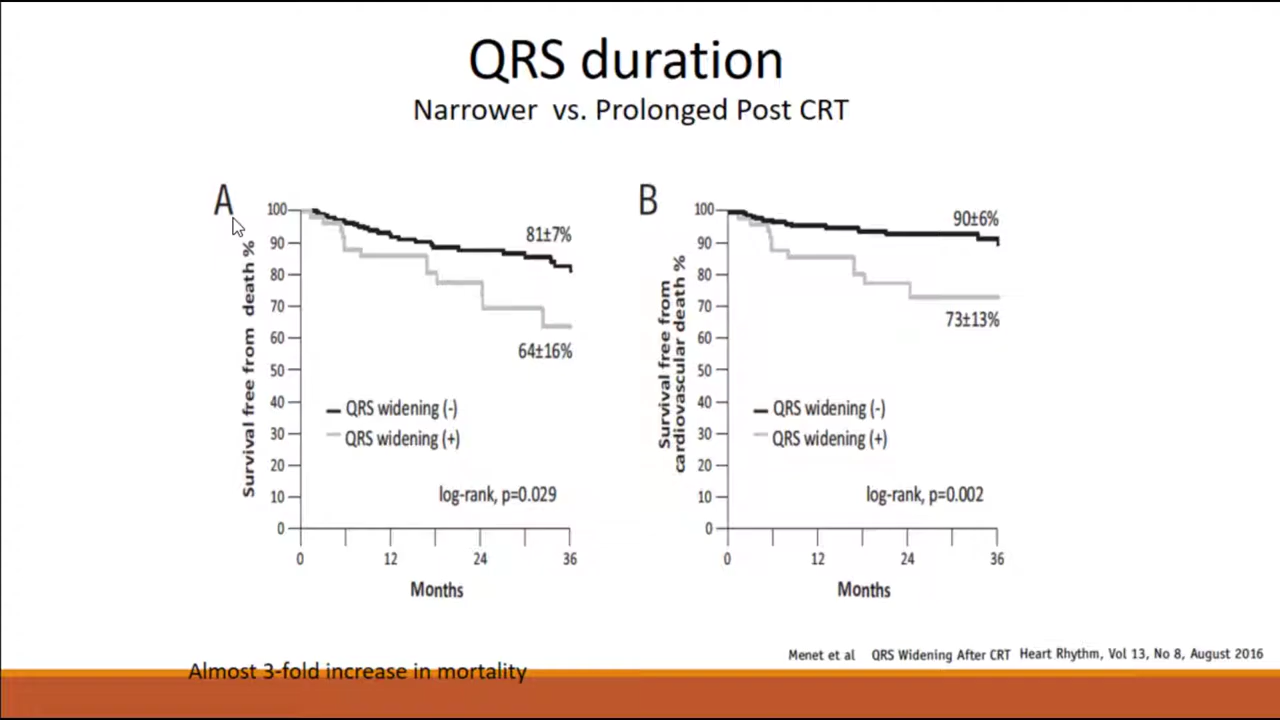 QRS duration
Narrower vs. Prolonged Post CRT
A
100
90
80
70
60
50
40
30
20
10
0
Survival free from death %
81±7%
64±16%
QRS widening (-)
QRS widening (+)
log-rank, p=0.029
0 12 24 36
Months
B
100
90
80
70
60
50
40
30
20
10
0
Survival free from
cardiovascular death %
90±6%
73±13%
QRS widening (-)
QRS widening (+)
log-rank, p=0.002
0 12 24 36
Months
Menet et al QRS Widening After CRT Heart Rhythm, Vol 13, No 8, August 2016
Almost 3-fold increase in mortality